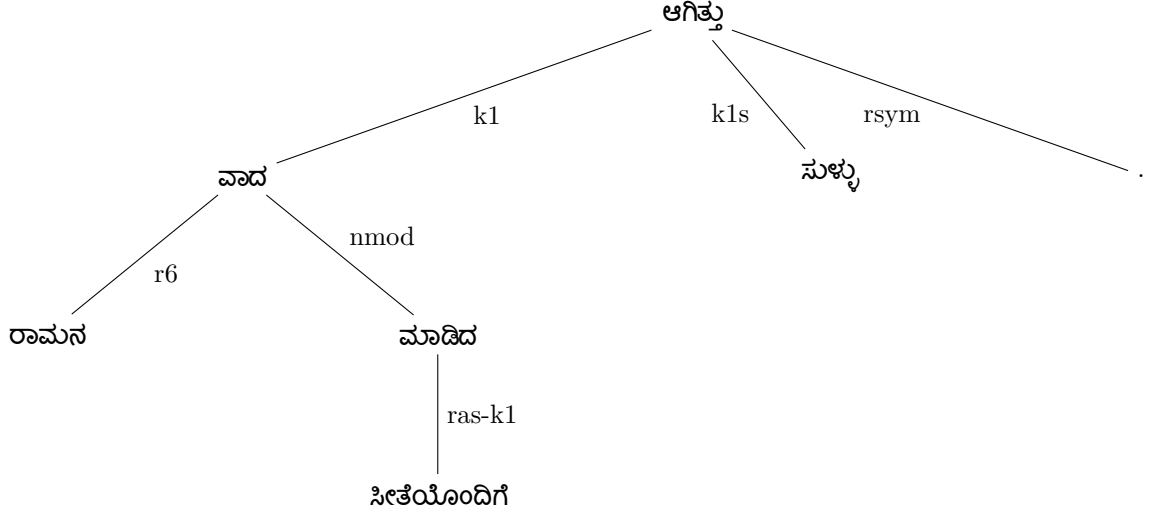 ಆಗಿತ್ತು
k1 k1s rsym
ವಾದ ಸುಳ್ಳು .
r6 nmod
ರಾಮನ ಮಾಡಿದ
ras-k1
ಸೀತೆಯೊಂದಿಗೆ